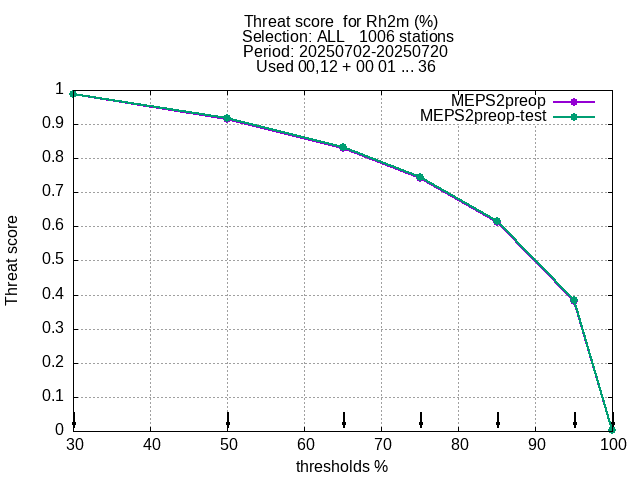 Threat score  for Rh2m (%)
Selection: ALL   1006 stations
Period: 20250702-20250720
Used 00,12 + 00 01 ... 36
MEPS2preop
MEPS2preop-test
Threat score
1
0.9
0.8
0.7
0.6
0.5
0.4
0.3
0.2
0.1
0
30 40 50 60 70 80 90 100
thresholds %